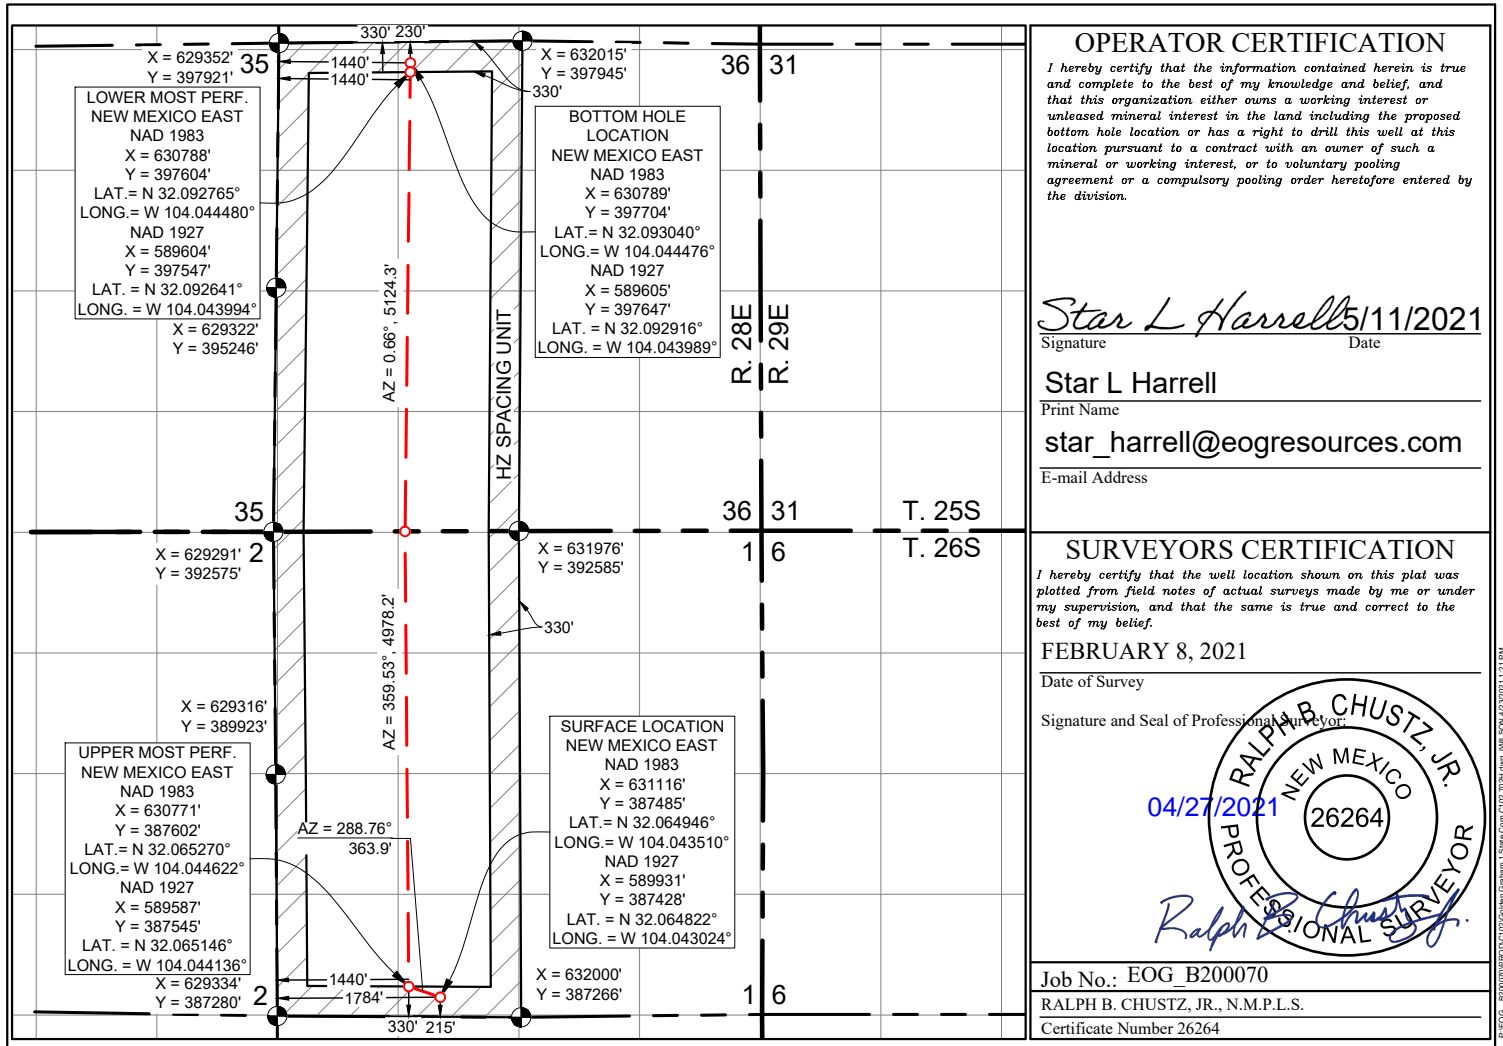 330' 230'
X = 629352'
Y = 397921'
35
1440'
1440'
X = 632015'
Y = 397945'
330'
36 31
LOWER MOST PERF.
NEW MEXICO EAST
NAD 1983
X = 630788'
Y = 397604'
LAT.= N 32.092765°
LONG.= W 104.044480°
NAD 1927
X = 589604'
Y = 397547'
LAT. = N 32.092641°
LONG. = W 104.043994°
X = 629322'
Y = 395246'
BOTTOM HOLE
LOCATION
NEW MEXICO EAST
NAD 1983
X = 630789'
Y = 397704'
LAT.= N 32.093040°
LONG.= W 104.044476°
NAD 1927
X = 589605'
Y = 397647'
LAT. = N 32.092916°
LONG. = W 104.043989°
AZ = 0.66°, 5124.3'
HZ SPACING UNIT
R. 28E
R. 29E
35
2
X = 629291'
Y = 392575'
X = 631976'
Y = 392585'
36 31
1 6
T. 25S
T. 26S
330'
AZ = 359.53°, 4978.2'
X = 629316'
Y = 389923'
UPPER MOST PERF.
NEW MEXICO EAST
NAD 1983
X = 630771'
Y = 387602'
LAT.= N 32.065270°
LONG.= W 104.044622°
NAD 1927
X = 589587'
Y = 387545'
LAT. = N 32.065146°
LONG. = W 104.044136°
X = 629334'
Y = 387280'
2
AZ = 288.76°
363.9'
SURFACE LOCATION
NEW MEXICO EAST
NAD 1983
X = 631116'
Y = 387485'
LAT.= N 32.064946°
LONG.= W 104.043510°
NAD 1927
X = 589931'
Y = 387428'
LAT. = N 32.064822°
LONG. = W 104.043024°
1440'
1784'
330' 215'
X = 632000'
Y = 387266'
1 6
OPERATOR CERTIFICATION
I hereby certify that the information contained herein is true
and complete to the best of my knowledge and belief, and
that this organization either owns a working interest or
unleased mineral interest in the land including the proposed
bottom hole location or has a right to drill this well at this
location pursuant to a contract with an owner of such a
mineral or working interest, or to voluntary pooling
agreement or a compulsory pooling order heretofore entered by
the division.
Star L Harrell 5/11/2021
Signature Date
Star L Harrell
Print Name
star_harrell@eogresources.com
E-mail Address
SURVEYORS CERTIFICATION
I hereby certify that the well location shown on this plat was
plotted from field notes of actual surveys made by me or under
my supervision, and that the same is true and correct to the
best of my belief.
FEBRUARY 8, 2021
Date of Survey
Signature and Seal of Professional Surveyor:
RALPH B. CHUSTZ, JR.
NEW MEXICO
26264
PROFESSIONAL SURVEYOR
04/27/2021
Ralph B. Chustz Jr.
Job No.: EOG_B200070
RALPH B. CHUSTZ, JR., N.M.P.L.S.
Certificate Number 26264